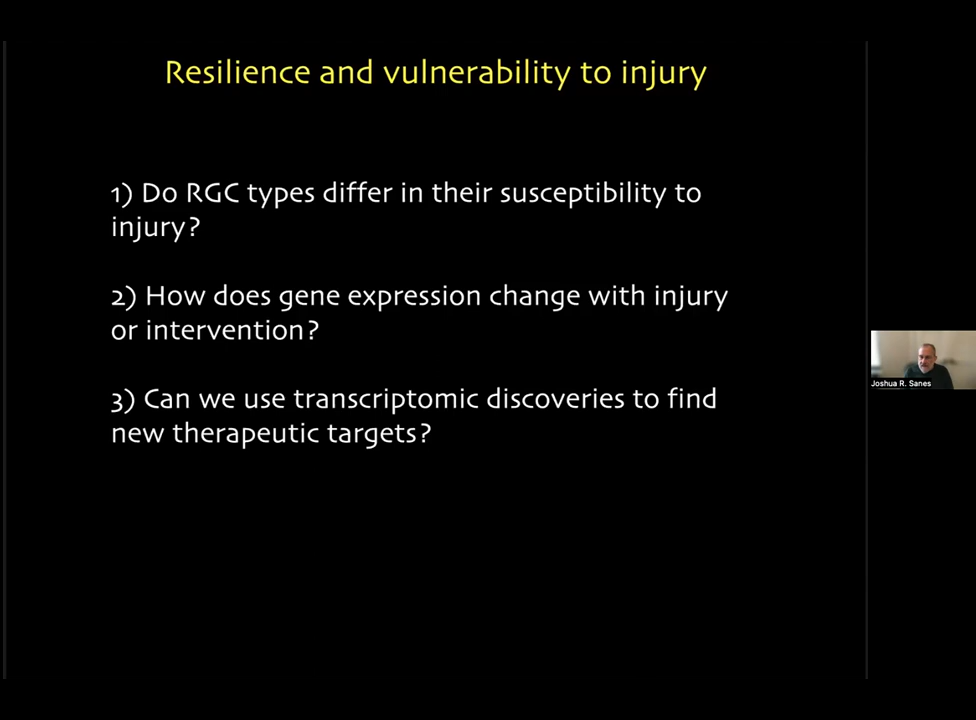 Resilience and vulnerability to injury
1) Do RGC types differ in their susceptibility to
injury?
2) How does gene expression change with injury
or intervention?
3) Can we use transcriptomic discoveries to find
new therapeutic targets?
Joshua R. Sanes